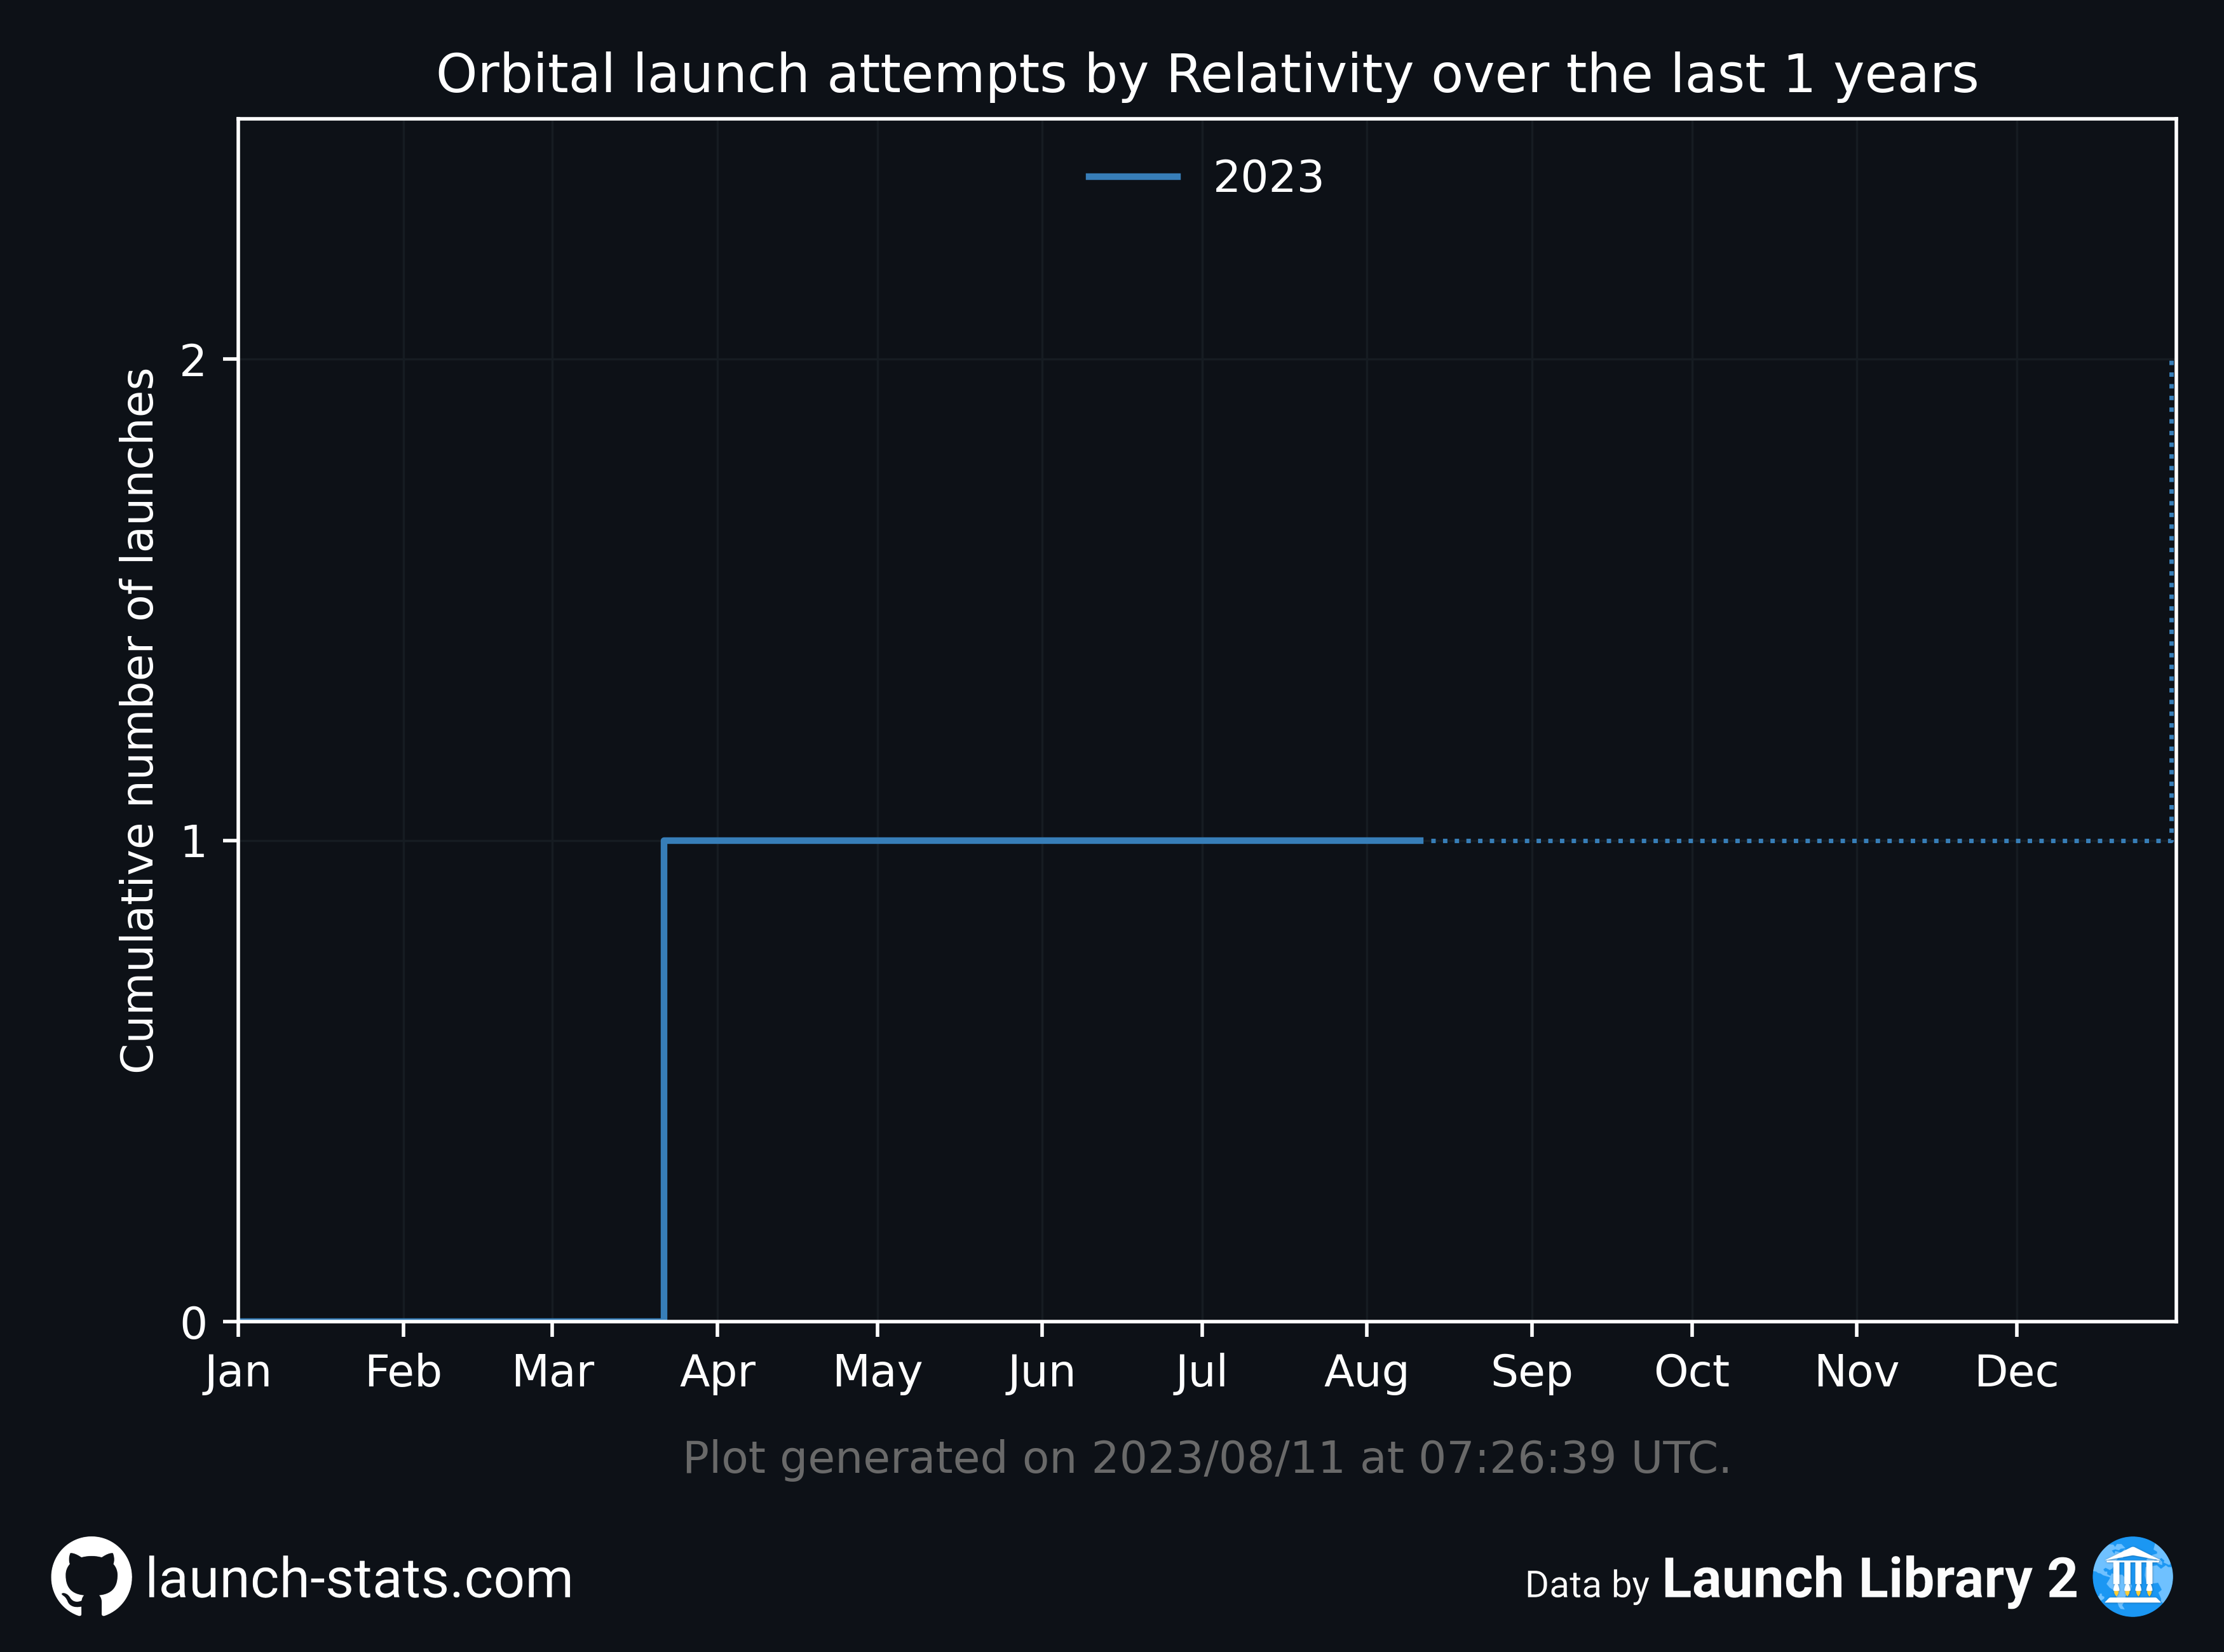 Orbital launch attempts by Relativity over the last 1 years
2023
Cumulative number of launches
2
1
0
Jan Feb Mar Apr May Jun Jul Aug Sep Oct Nov Dec
Plot generated on 2023/08/11 at 07:26:39 UTC.
launch-stats.com
Data by Launch Library 2